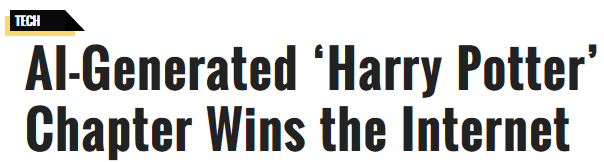 TECH
AI-Generated ‘Harry Potter’
Chapter Wins the Internet